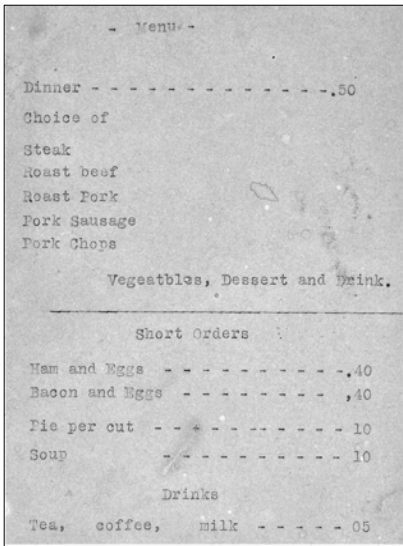 - Menu -
Dinner - - - - - - - - - - - - - .50
Choice of
Steak
Roast beef
Roast Pork
Pork Sausage
Pork Chops
Vegeatbles, Dessert and Drink.
Short Orders
Ham and Eggs - - - - - - - - - -.40
Bacon and Eggs - - - - - - - - ,40
Pie per cut - - - - - - - - - - - 10
Soup - - - - - - - - - - 10
Drinks
Tea, coffee, milk - - - - - 05